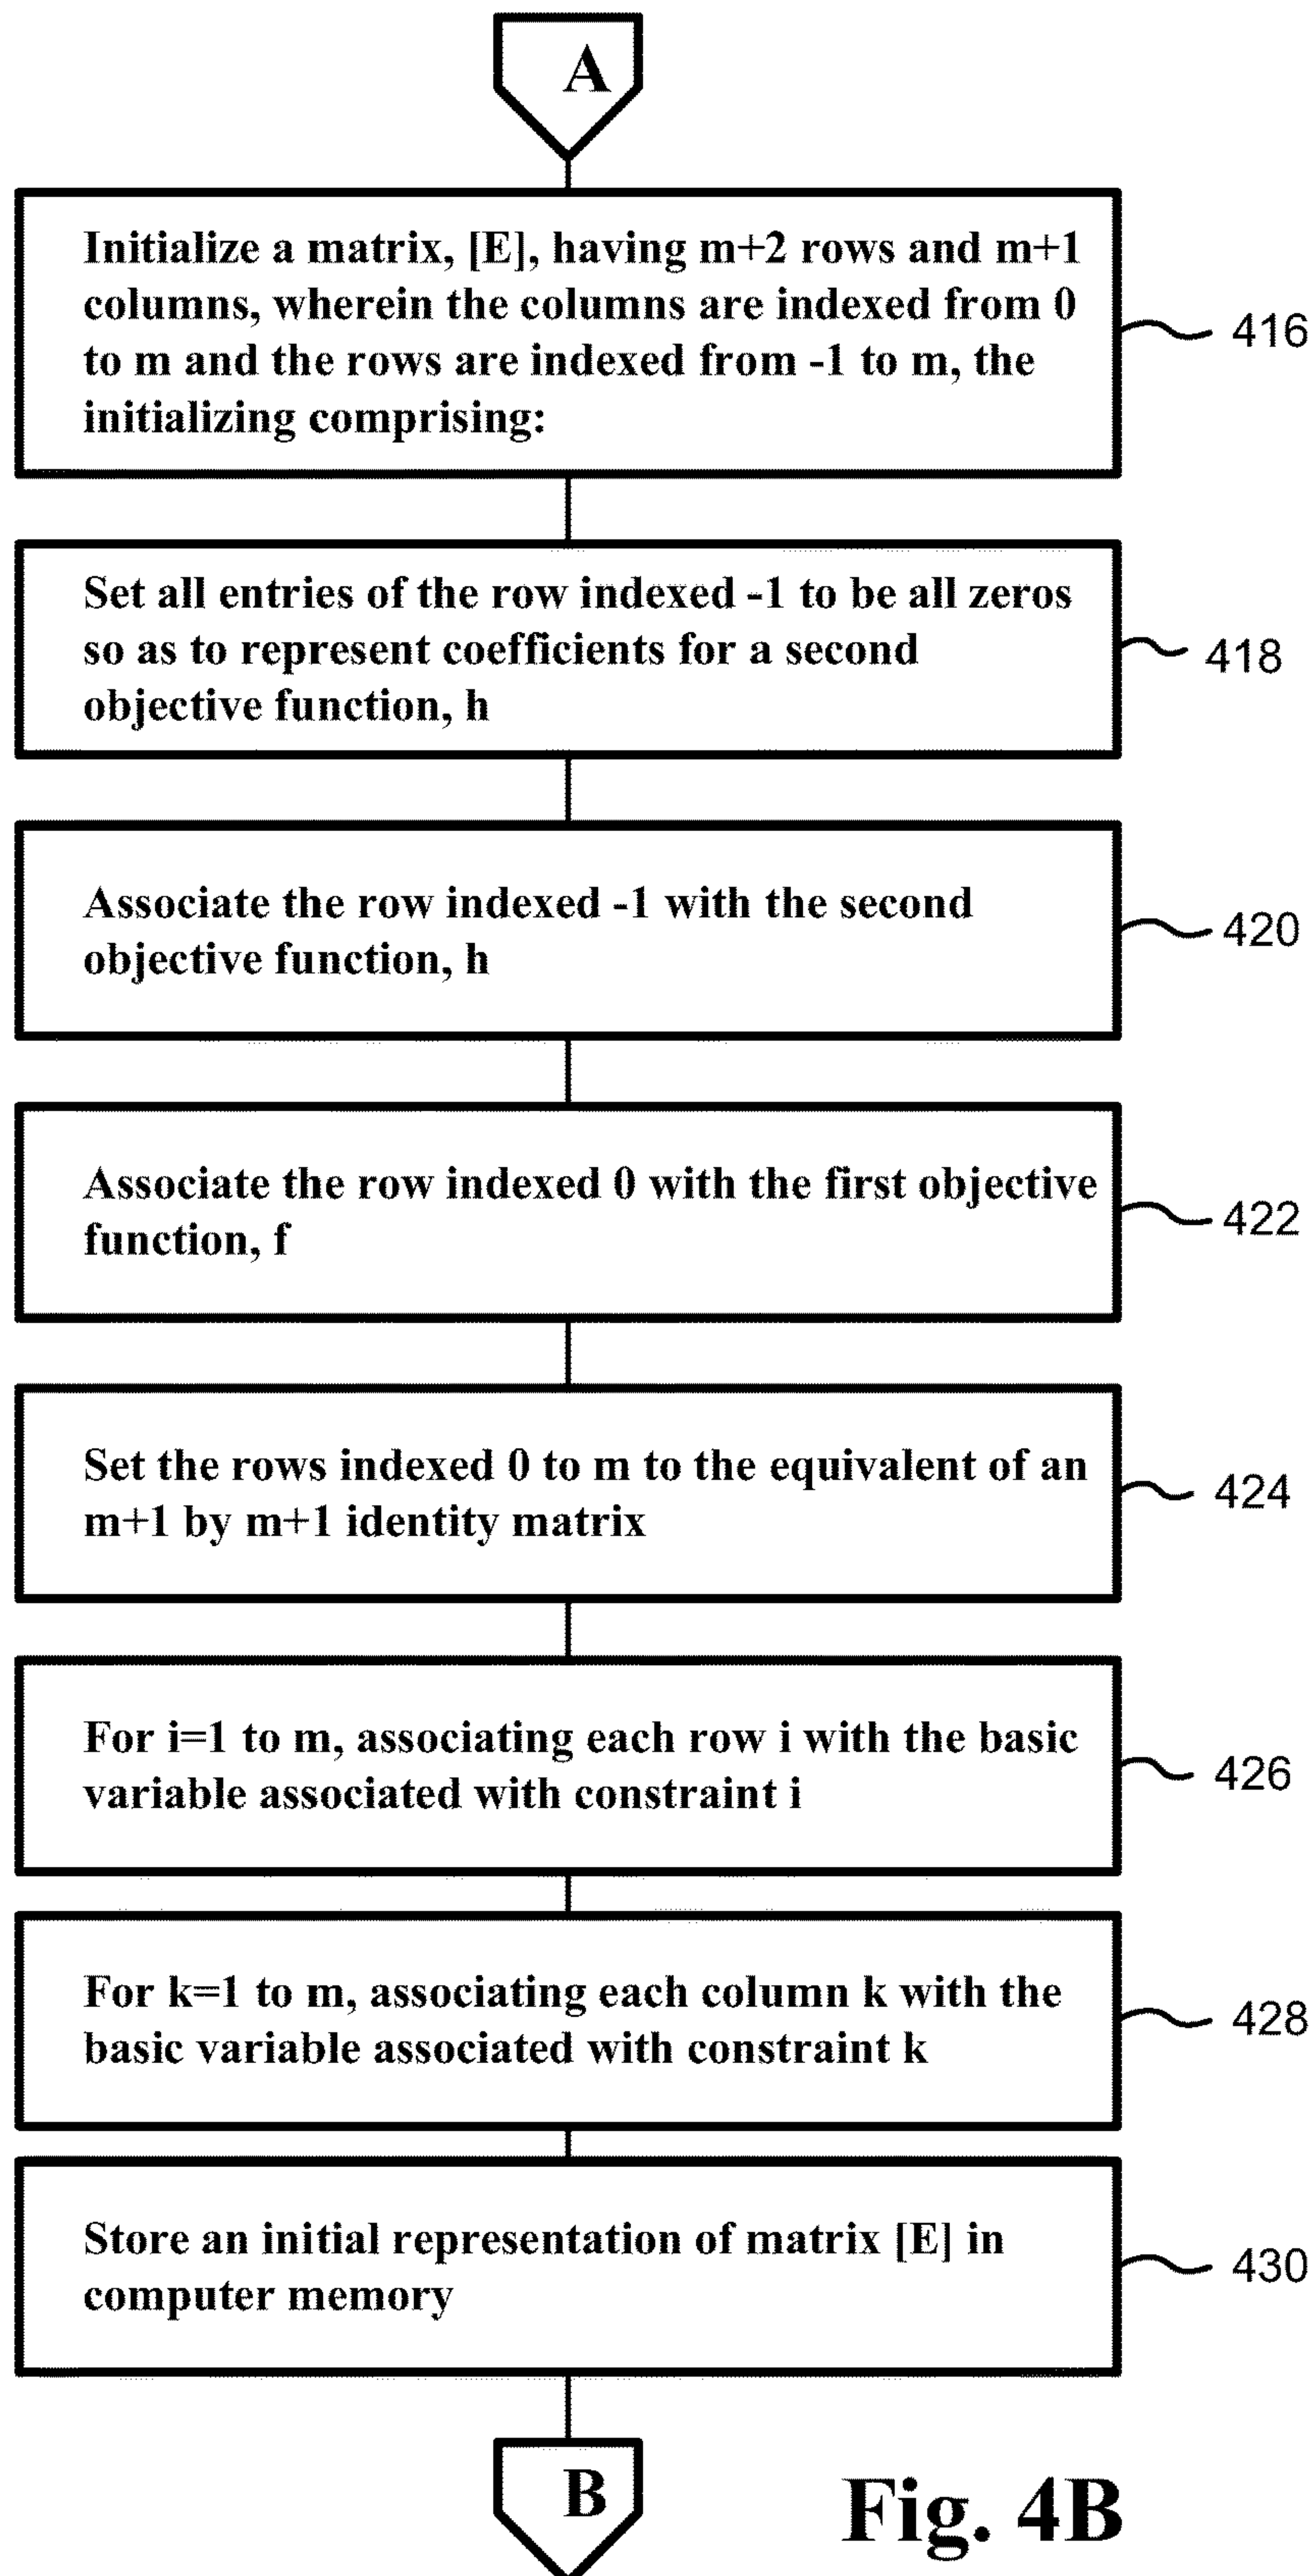 A
Initialize a matrix, [E], having m+2 rows and m+1
columns, wherein the columns are indexed from 0
to m and the rows are indexed from -1 to m, the
initializing comprising:
416
Set all entries of the row indexed -1 to be all zeros
so as to represent coefficients for a second
objective function, h
418
Associate the row indexed -1 with the second
objective function, h
420
Associate the row indexed 0 with the first objective
function, f
422
Set the rows indexed 0 to m to the equivalent of an
m+1 by m+1 identity matrix
424
For i=1 to m, associating each row i with the basic
variable associated with constraint i
426
For k=1 to m, associating each column k with the
basic variable associated with constraint k
428
Store an initial representation of matrix [E] in
computer memory
430
B
Fig. 4B